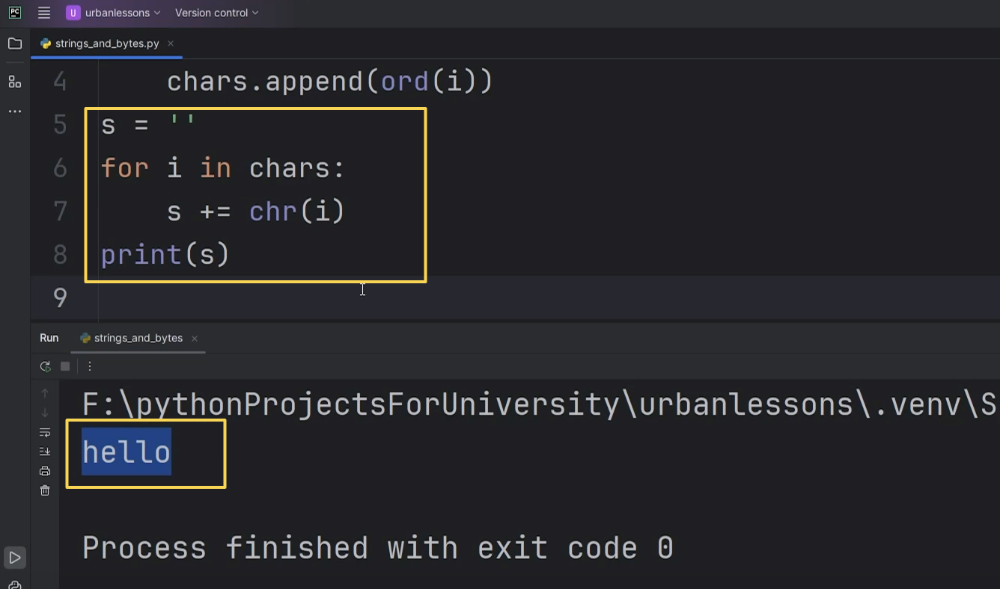 PC U urbanlessons Version control
strings_and_bytes.py
4 chars.append(ord(i))
5 s = ''
6 for i in chars:
7 s += chr(i)
8 print(s)
9
Run strings_and_bytes
F:\pythonProjectsForUniversity\urbanlessons\.venv\S
hello
Process finished with exit code 0